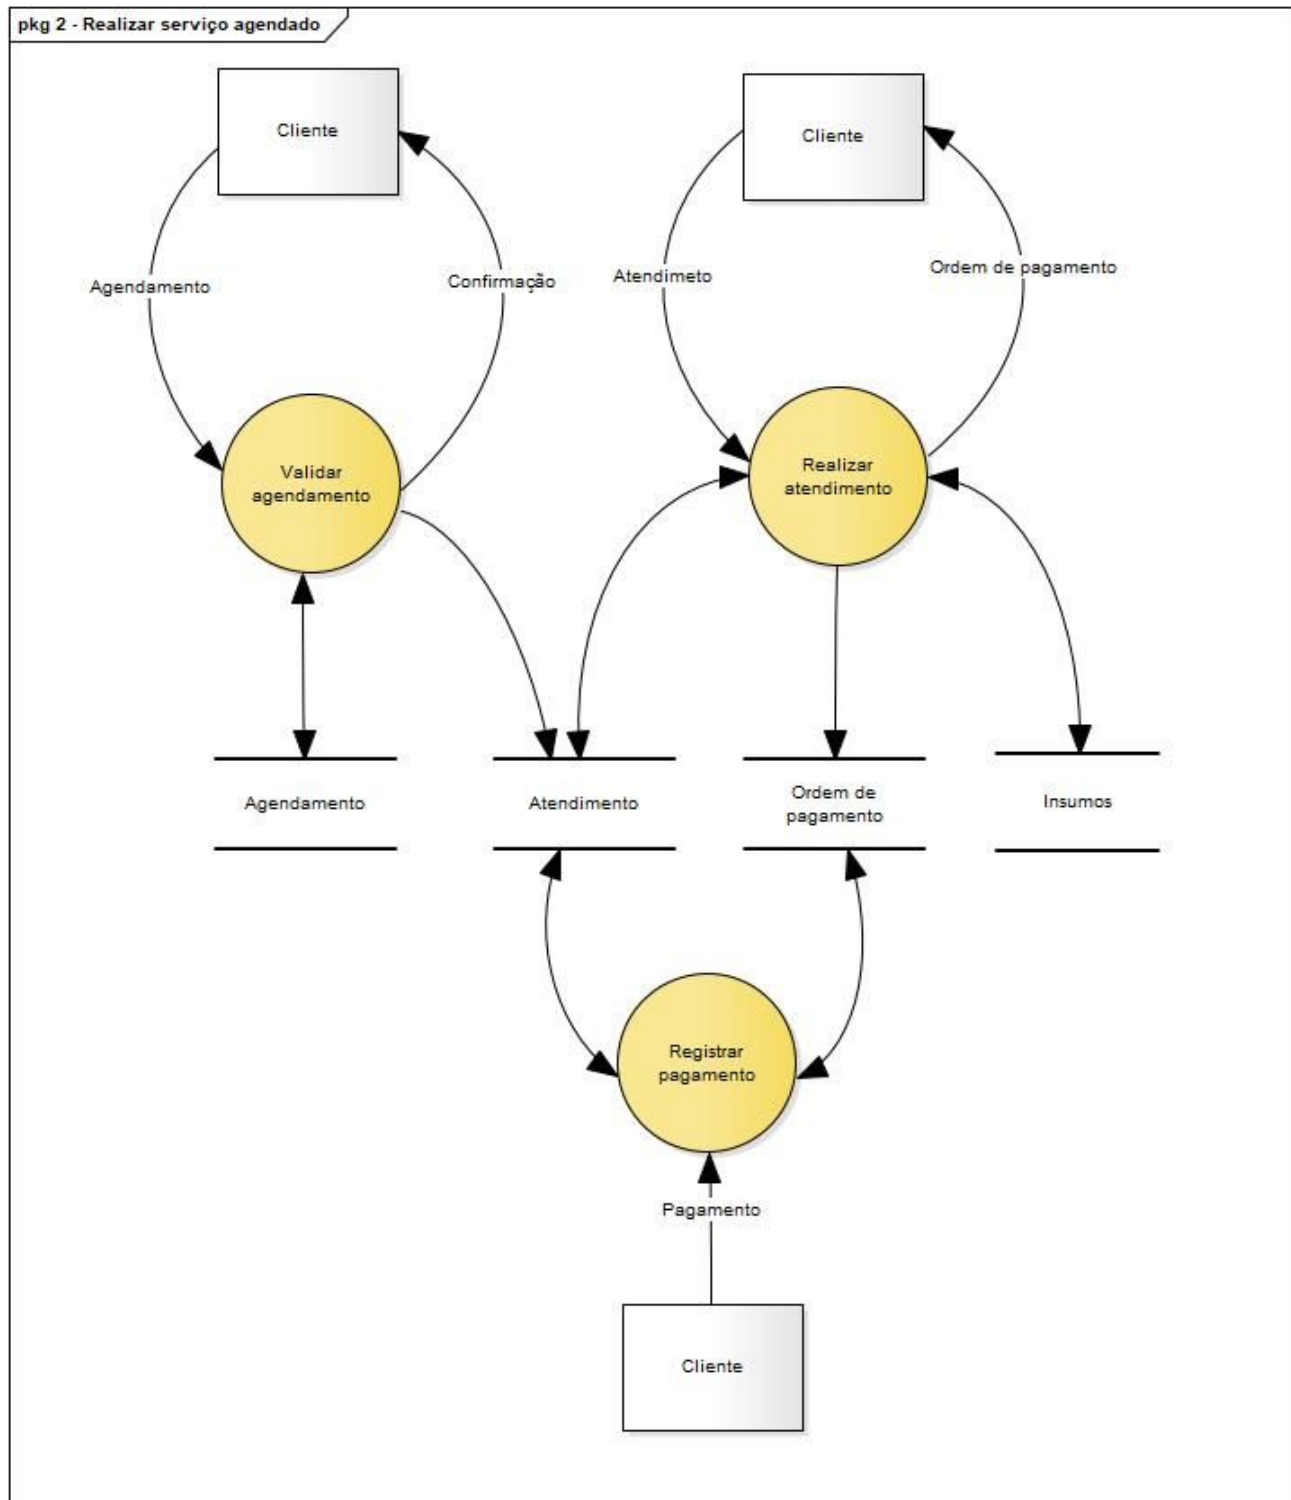 pkg 2 - Realizar serviço agendado
Cliente
Cliente
Agendamento
Confirmação
Atendimeto
Ordem de pagamento
Validar
agendamento
Realizar
atendimento
Agendamento
Atendimento
Ordem de
pagamento
Insumos
Registrar
pagamento
Pagamento
Cliente